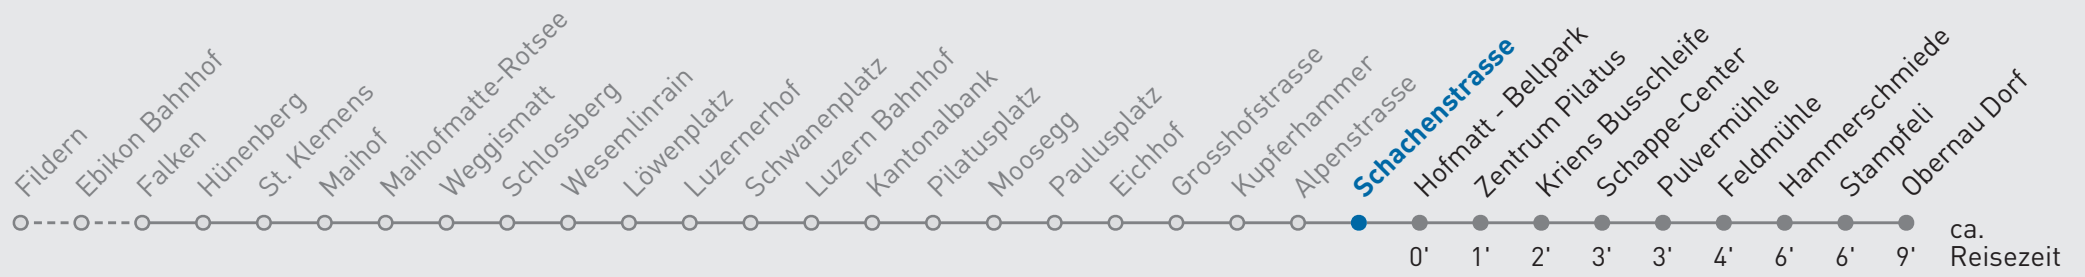 Fildern
Ebikon Bahnhof
Falken
Hünenberg
St. Klemens
Maihof
Maihofmatte-Rotsee
Weggismatt
Schlossberg
Wesemlinrain
Löwenplatz
Luzernerhof
Schwanenplatz
Luzern Bahnhof
Kantonalbank
Pilatusplatz
Moosegg
Paulusplatz
Eichhof
Grosshofstrasse
Kupferhammer
Alpenstrasse
Schachenstrasse
Hofmatt - Bellpark
Zentrum Pilatus
Kriens Busschleife
Schappe-Center
Pulvermühle
Feldmühle
Hammerschmiede
Stampfeli
Obernau Dorf
0' 1' 2' 3' 3' 4' 6' 6' 9'
ca.
Reisezeit